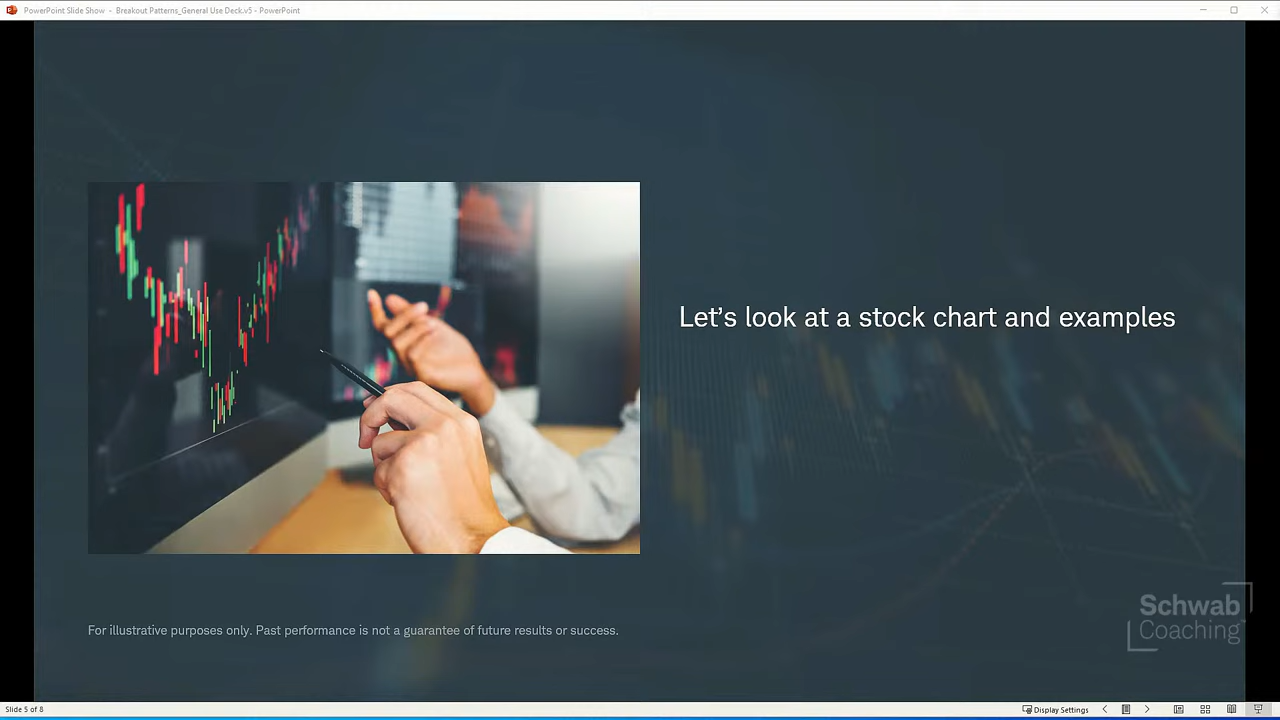 PowerPoint Slide Show - Breakout Patterns_General Use Deck.v5 - PowerPoint
Let's look at a stock chart and examples
For illustrative purposes only. Past performance is not a guarantee of future results or success.
Schwab
Coaching™
Slide 5 of 8
Display Settings